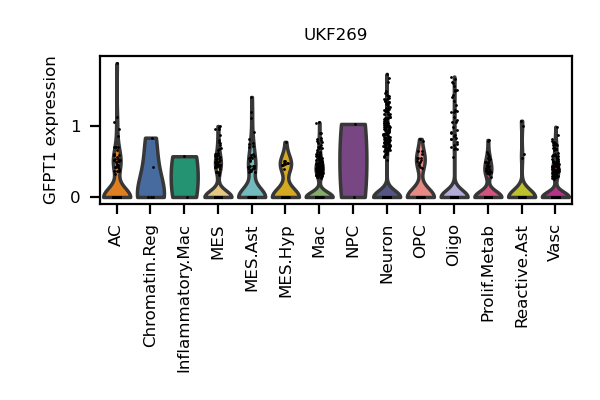 UKF269
GFPT1 expression
1
0
AC
Chromatin.Reg
Inflammatory.Mac
MES
MES.Ast
MES.Hyp
Mac
NPC
Neuron
OPC
Oligo
Prolif.Metab
Reactive.Ast
Vasc